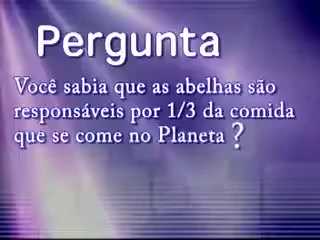 Pergunta
Você sabia que as abelhas são
responsáveis por 1/3 da comida
que se come no Planeta ?